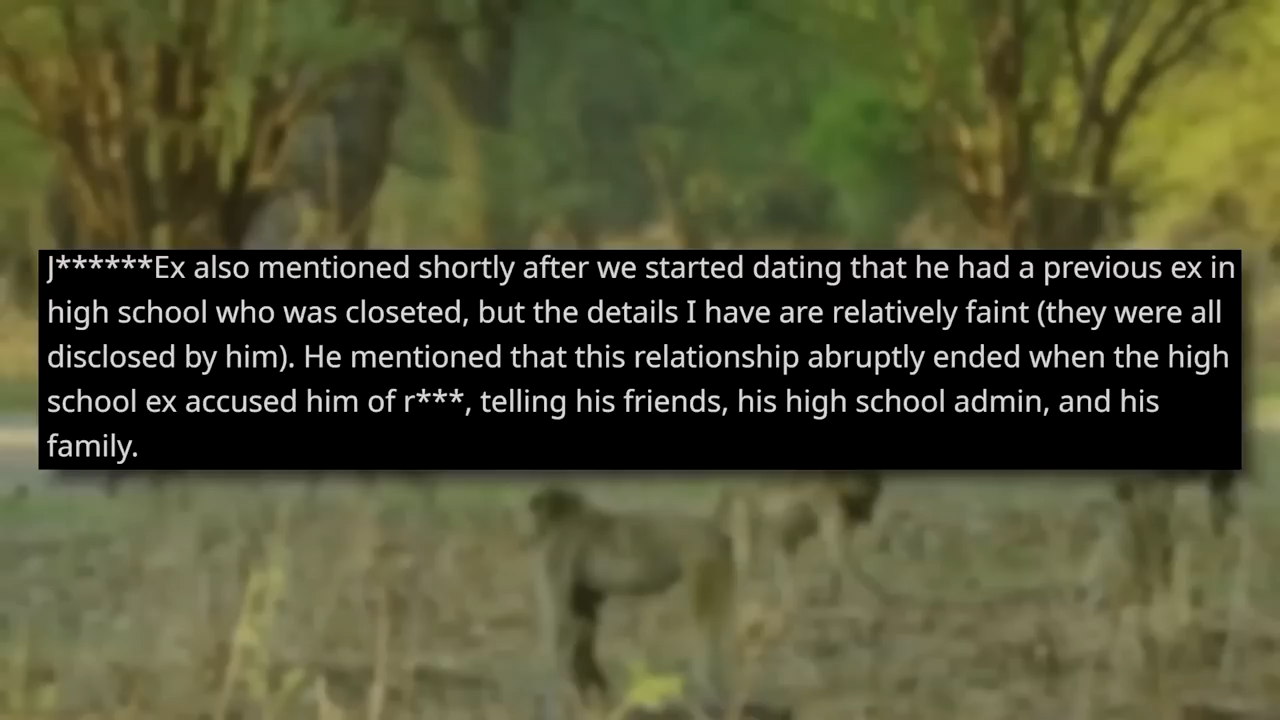 J******Ex also mentioned shortly after we started dating that he had a previous ex in
high school who was closeted, but the details I have are relatively faint (they were all
disclosed by him). He mentioned that this relationship abruptly ended when the high
school ex accused him of r***, telling his friends, his high school admin, and his
family.